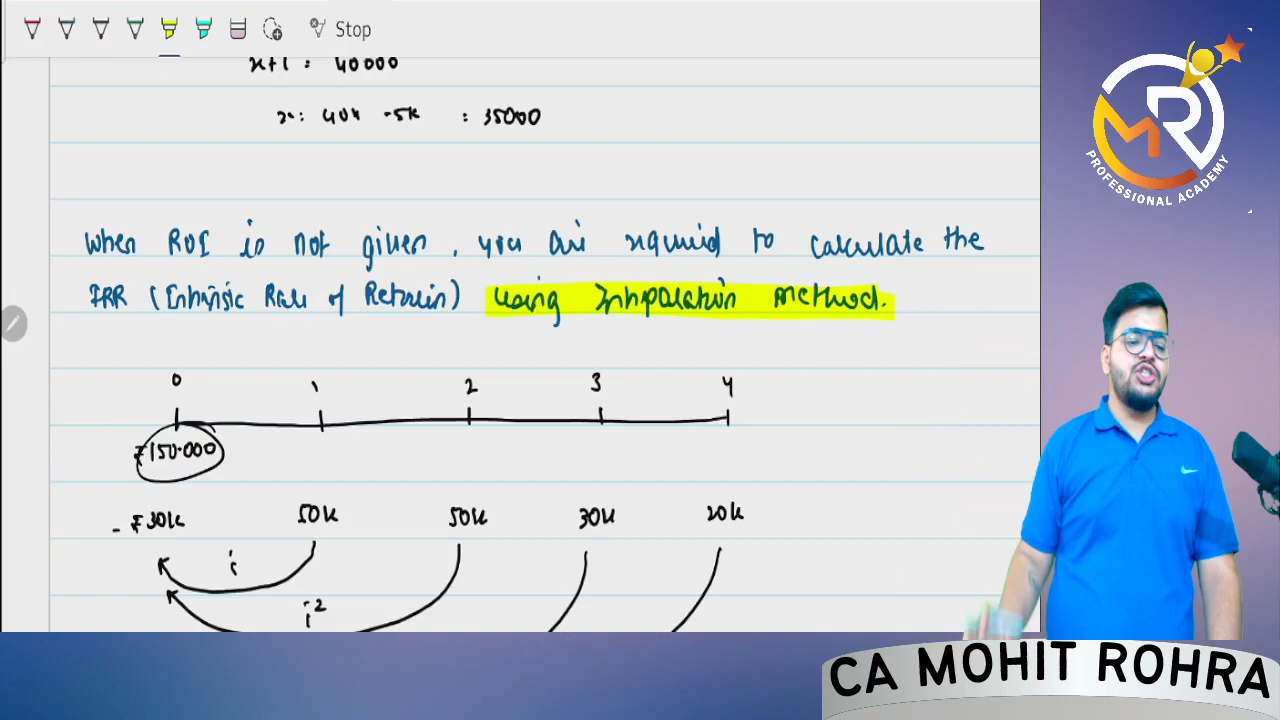 Stop
x+1 : 40000
x: 40k -5k : 35000
When ROI is not given, you are required to calculate the
IRR (Intrinsic Rate of Return) using Interpolation method.
0 1 2 3 4
₹150.000
- ₹30k 50k 50k 30k 20k
i
i²
MR
PROFESSIONAL ACADEMY
CA MOHIT ROHRA